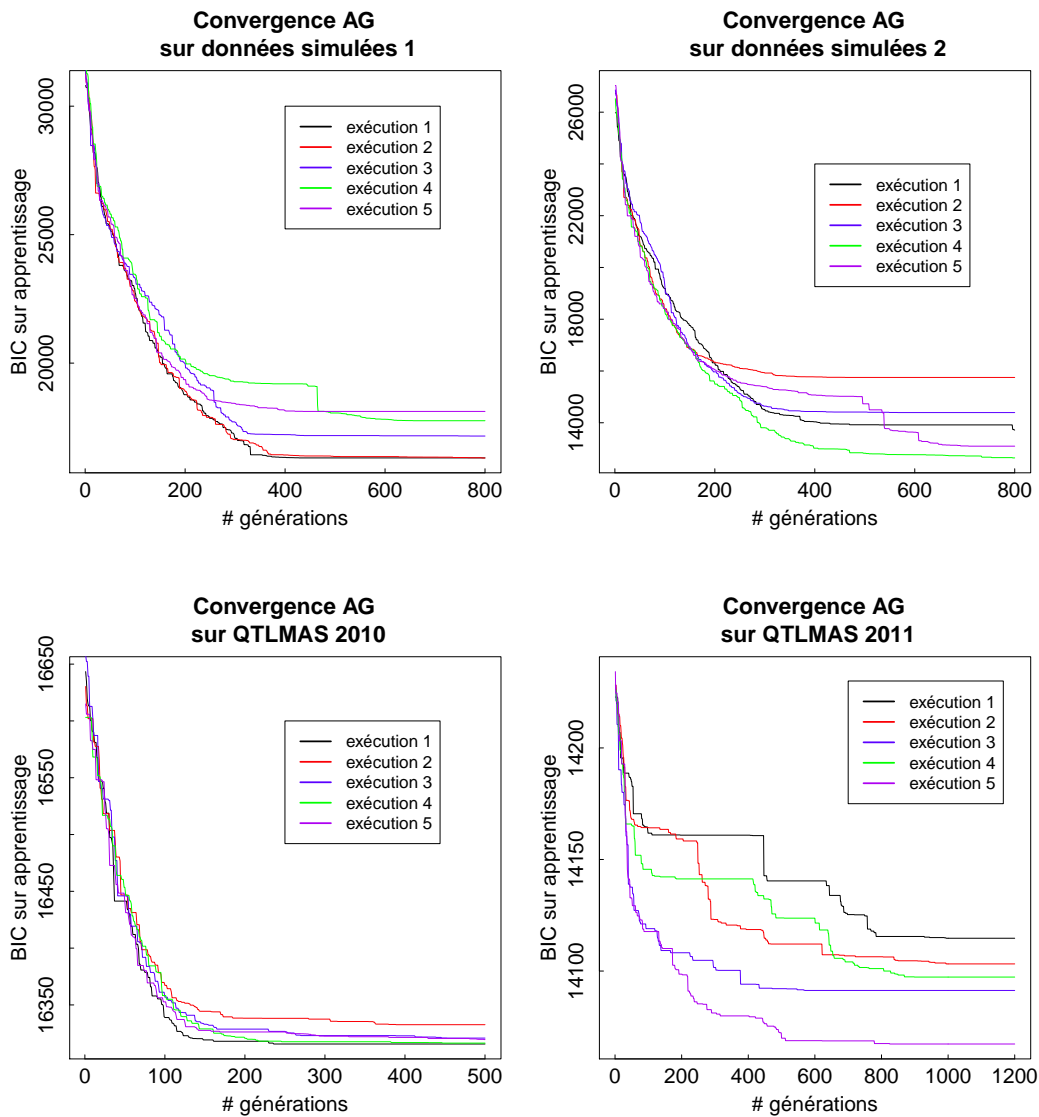 Convergence AG
sur données simulées 1
BIC sur apprentissage
30000
25000
20000
exécution 1
exécution 2
exécution 3
exécution 4
exécution 5
0 200 400 600 800
# générations
Convergence AG
sur données simulées 2
BIC sur apprentissage
26000
22000
18000
14000
exécution 1
exécution 2
exécution 3
exécution 4
exécution 5
0 200 400 600 800
# générations
Convergence AG
sur QTLMAS 2010
BIC sur apprentissage
16650
16550
16450
16350
exécution 1
exécution 2
exécution 3
exécution 4
exécution 5
0 100 200 300 400 500
# générations
Convergence AG
sur QTLMAS 2011
BIC sur apprentissage
14200
14150
14100
exécution 1
exécution 2
exécution 3
exécution 4
exécution 5
0 200 400 600 800 1000 1200
# générations